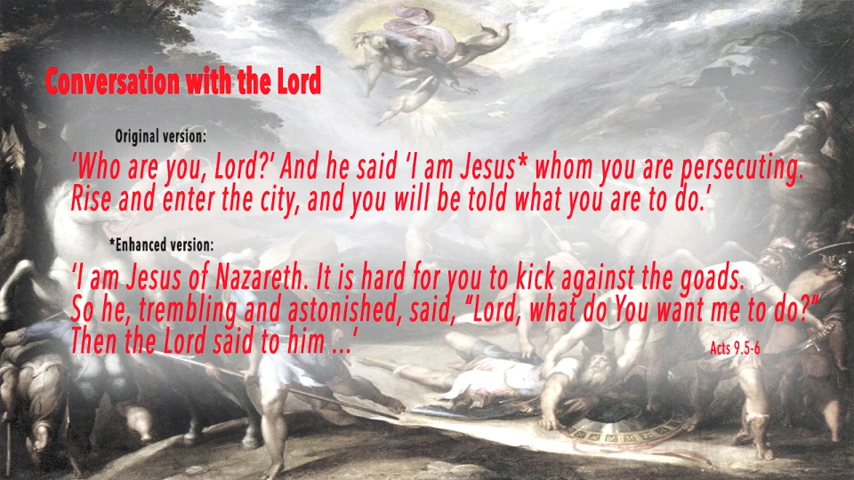 Conversation with the Lord
Original version:
‘Who are you, Lord?’ And he said ‘I am Jesus* whom you are persecuting.
Rise and enter the city, and you will be told what you are to do.’
*Enhanced version:
‘I am Jesus of Nazareth. It is hard for you to kick against the goads.
So he, trembling and astonished, said, “Lord, what do You want me to do?”
Then the Lord said to him ...’
Acts 9.5-6